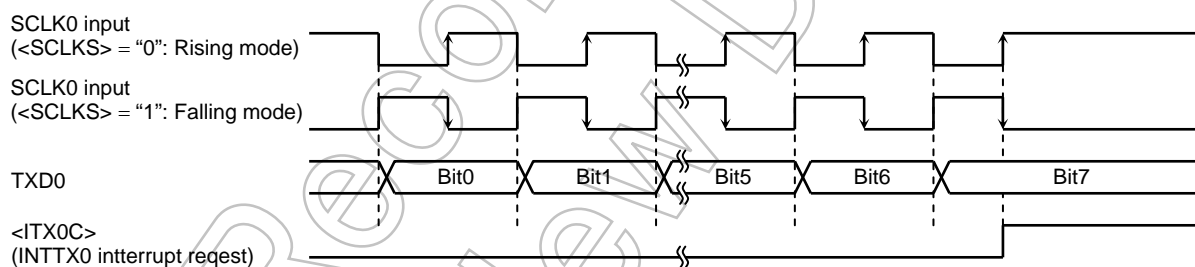 SCLK0 input
(<SCLKS> = “0”: Rising mode)
SCLK0 input
(<SCLKS> = “1”: Falling mode)
TXD0
Bit0 Bit1 Bit5 Bit6 Bit7
<ITX0C>
(INTTX0 intterrupt reqest)